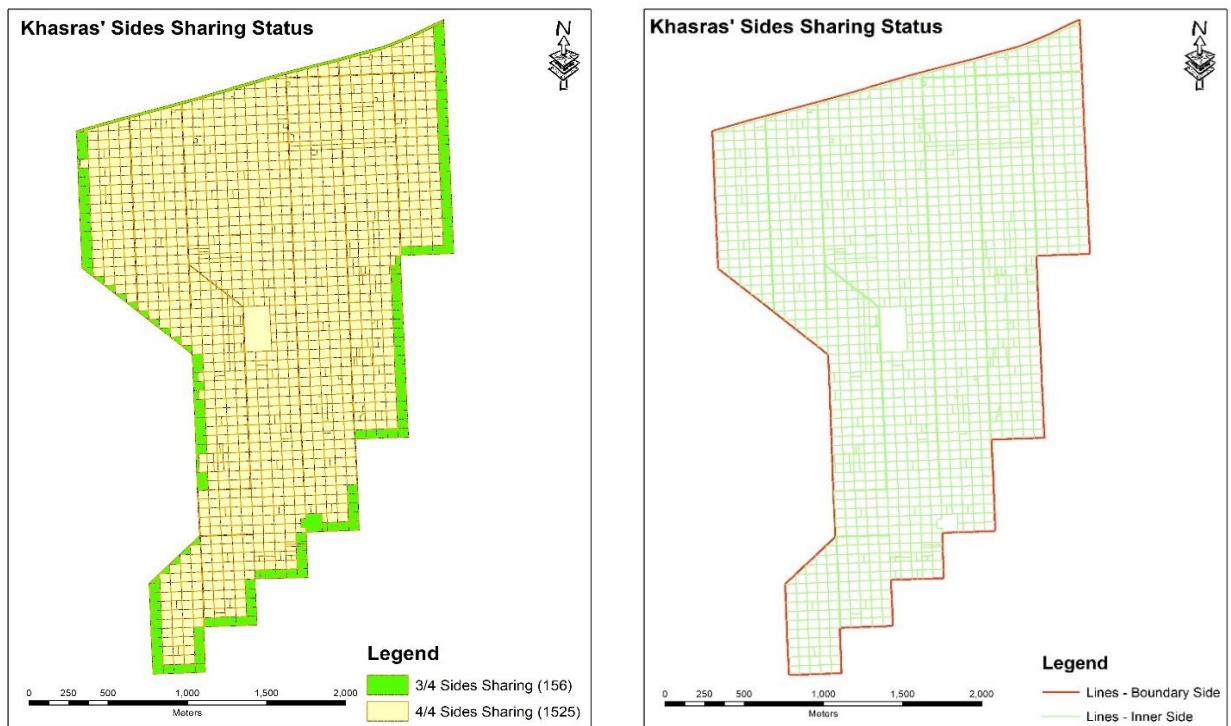 Khasras' Sides Sharing Status
N
Legend
3/4 Sides Sharing (156)
4/4 Sides Sharing (1525)
0 250 500 1,000 1,500 2,000
Meters
Khasras' Sides Sharing Status
N
Legend
Lines - Boundary Side
Lines - Inner Side
0 250 500 1,000 1,500 2,000
Meters